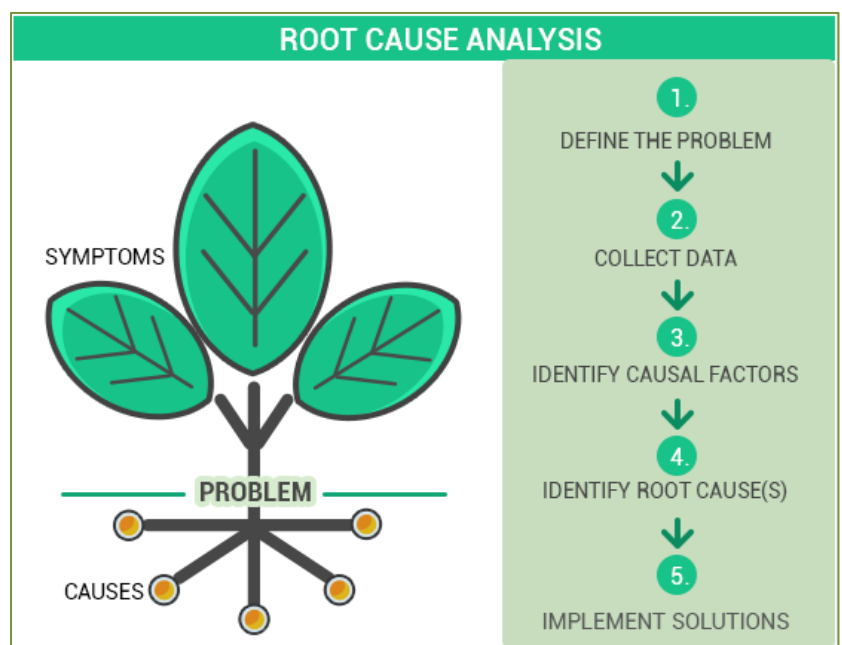 ROOT CAUSE ANALYSIS
SYMPTOMS
PROBLEM
CAUSES
1.
DEFINE THE PROBLEM
2.
COLLECT DATA
3.
IDENTIFY CAUSAL FACTORS
4.
IDENTIFY ROOT CAUSE(S)
5.
IMPLEMENT SOLUTIONS